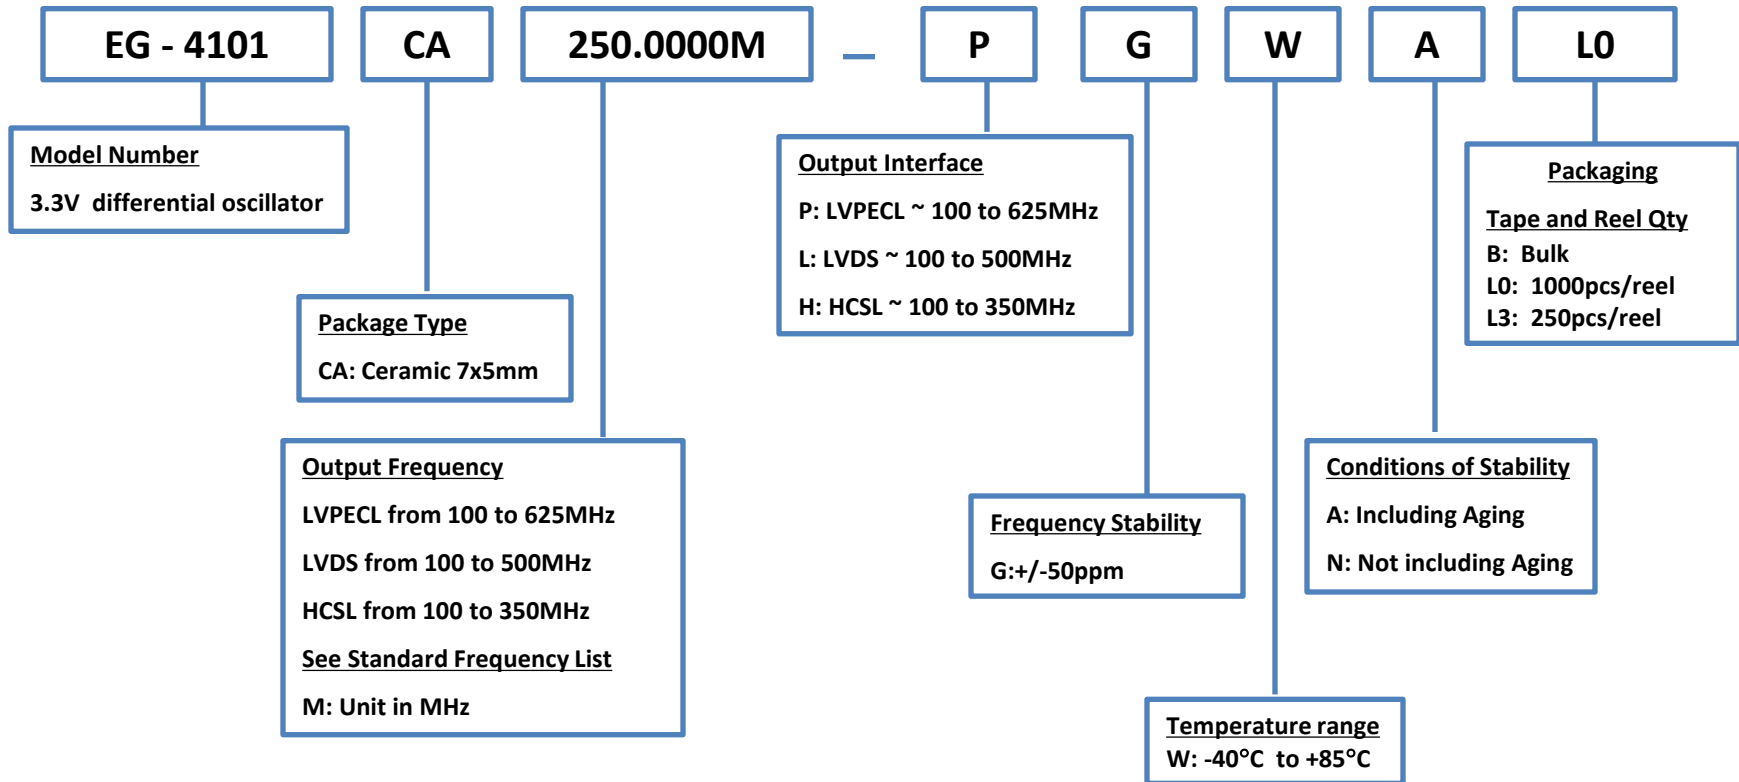 EG - 4101 CA 250.0000M _ P G W A L0
Model Number
3.3V differential oscillator
Package Type
CA: Ceramic 7x5mm
Output Frequency
LVPECL from 100 to 625MHz
LVDS from 100 to 500MHz
HCSL from 100 to 350MHz
See Standard Frequency List
M: Unit in MHz
Output Interface
P: LVPECL ~ 100 to 625MHz
L: LVDS ~ 100 to 500MHz
H: HCSL ~ 100 to 350MHz
Frequency Stability
G:+/-50ppm
Temperature range
W: -40°C to +85°C
Conditions of Stability
A: Including Aging
N: Not including Aging
Packaging
Tape and Reel Qty
B: Bulk
L0: 1000pcs/reel
L3: 250pcs/reel